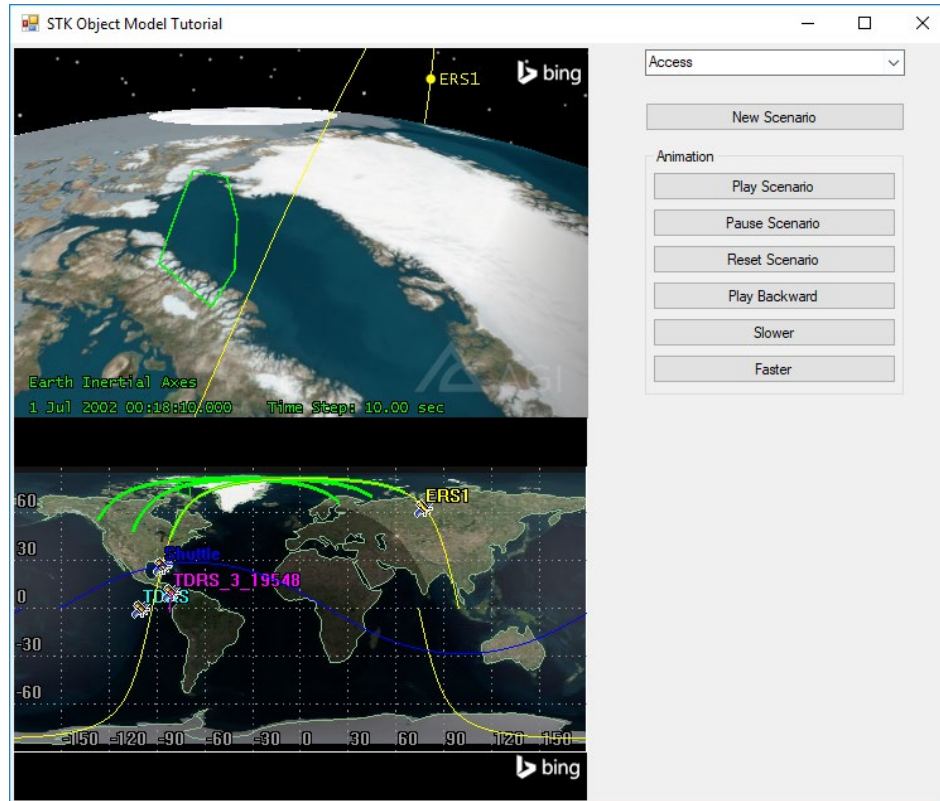 STK Object Model Tutorial
bing
ERS1
Earth Inertial Axes
1 Jul 2002 00:18:10.000 Time Step: 10.00 sec
AGI
Access
New Scenario
Animation
Play Scenario
Pause Scenario
Reset Scenario
Play Backward
Slower
Faster
60
ERS1
30
Shuttle
TDRS_3_19548
0
TDRS
-30
-60
-150 -120 -90 -60 -30 0 30 60 90 120 150
bing